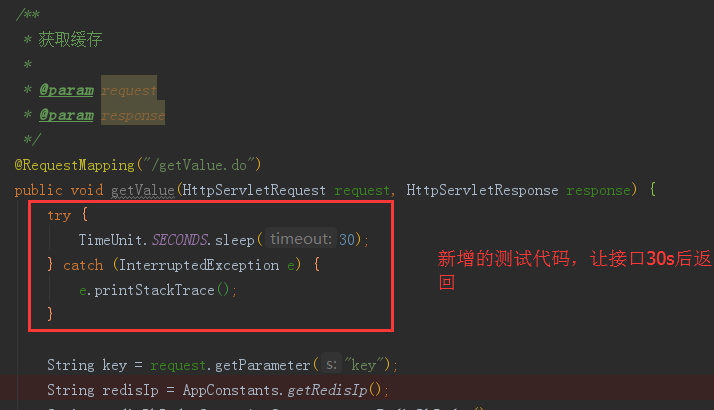 /**
* 获取缓存
*
* @param request
* @param response
*/
@RequestMapping("/getValue.do")
public void getValue(HttpServletRequest request, HttpServletResponse response) {
try {
TimeUnit.SECONDS.sleep( timeout: 30);
} catch (InterruptedException e) {
e.printStackTrace();
}
新增的测试代码，让接口30s后返
回
String key = request.getParameter( s: "key");
String redisIp = AppConstants.getRedisIp();